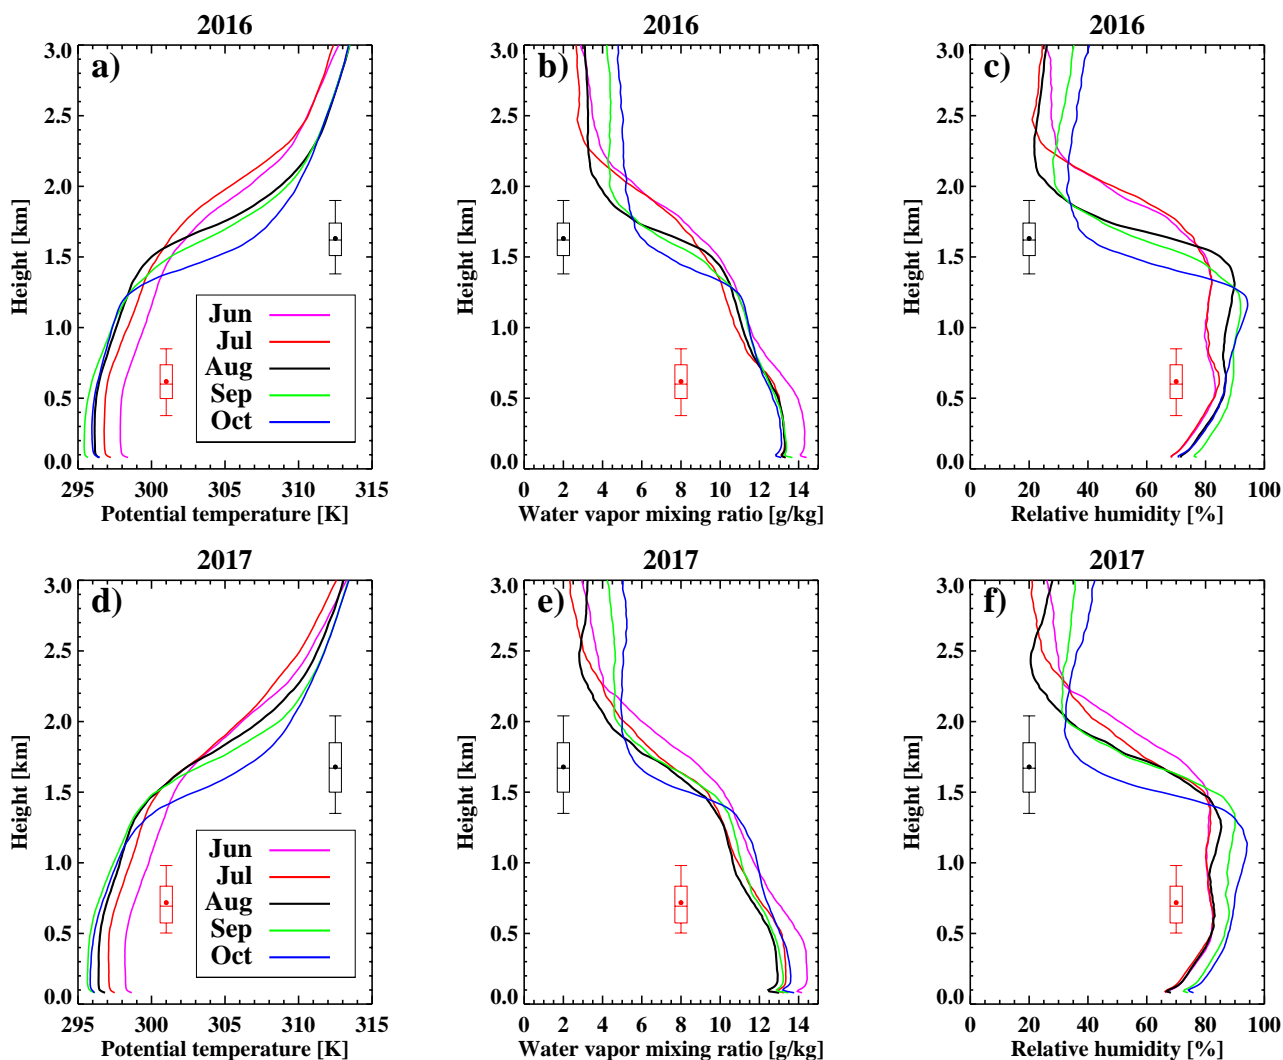 2016 2016 2016
a) b) c)
3.0 3.0 3.0
2.5 2.5 2.5
2.0 2.0 2.0
1.5 1.5 1.5
1.0 1.0 1.0
0.5 0.5 0.5
0.0 0.0 0.0
Height [km] Height [km] Height [km]
Jun
Jul
Aug
Sep
Oct
295 300 305 310 315 0 2 4 6 8 10 12 14 0 20 40 60 80 100
Potential temperature [K] Water vapor mixing ratio [g/kg] Relative humidity [%]
2017 2017 2017
d) e) f)
3.0 3.0 3.0
2.5 2.5 2.5
2.0 2.0 2.0
1.5 1.5 1.5
1.0 1.0 1.0
0.5 0.5 0.5
0.0 0.0 0.0
Height [km] Height [km] Height [km]
Jun
Jul
Aug
Sep
Oct
295 300 305 310 315 0 2 4 6 8 10 12 14 0 20 40 60 80 100
Potential temperature [K] Water vapor mixing ratio [g/kg] Relative humidity [%]